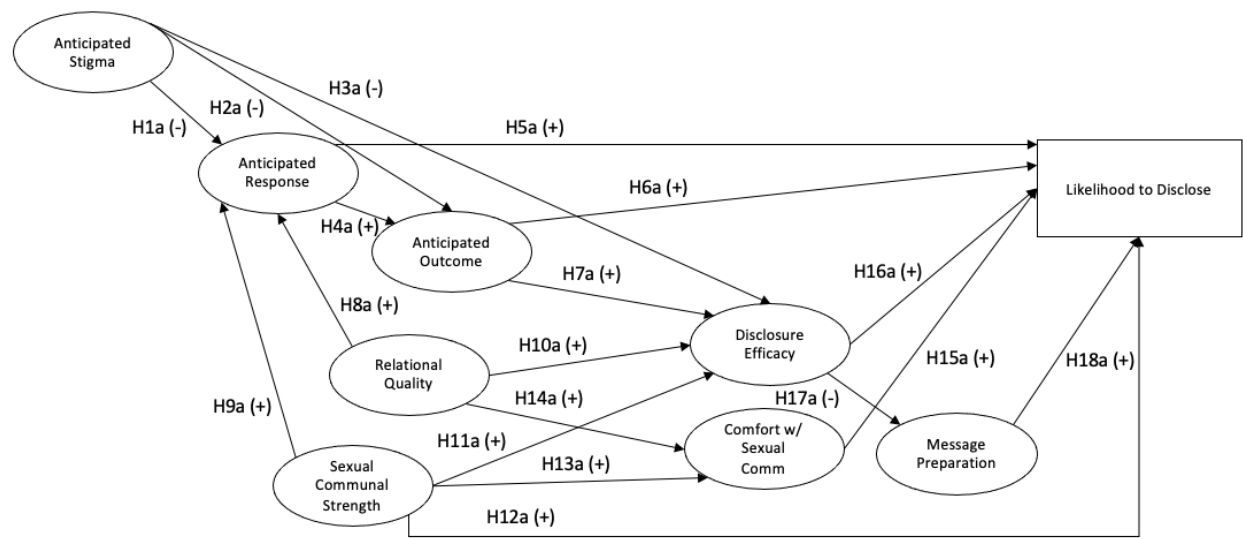 Anticipated
Stigma
H3a (-)
H2a (-)
H1a (-)
H5a (+)
Anticipated
Response
Likelihood to Disclose
H6a (+)
H4a (+)
Anticipated
Outcome
H7a (+)
H16a (+)
H8a (+)
Disclosure
Efficacy
H10a (+)
Relational
Quality
H15a (+)
H18a (+)
H14a (+)
H17a (-)
H9a (+)
H11a (+)
Comfort w/
Sexual
Comm
Message
Preparation
H13a (+)
Sexual
Communal
Strength
H12a (+)